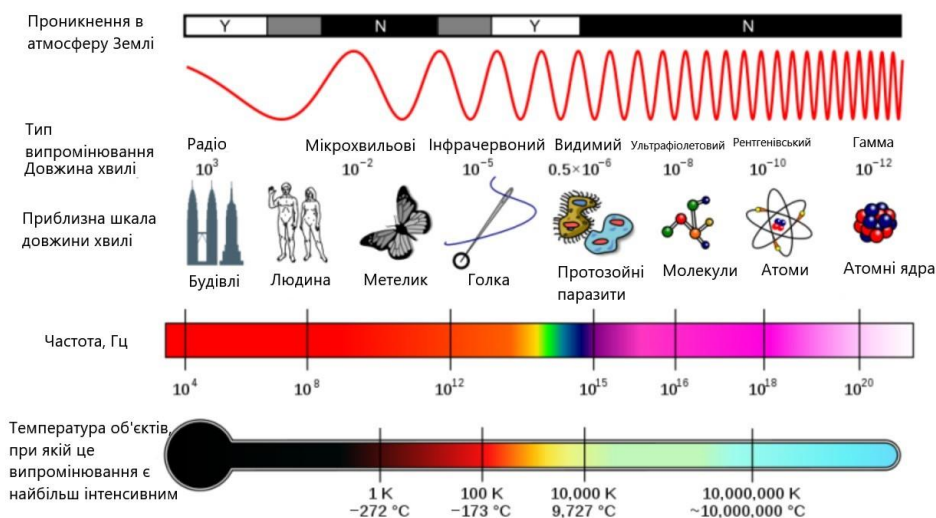 Проникнення в
атмосферу Землі
Y N Y N
Тип
випромінювання
Довжина хвилі
Радіо Мікрохвильові Інфрачервоний Видимий Ультрафіолетовий Рентгенівський Гамма
10³ 10⁻² 10⁻⁵ 0.5×10⁻⁶ 10⁻⁸ 10⁻¹⁰ 10⁻¹²
Приблизна шкала
довжини хвилі
Будівлі Людина Метелик Голка Протозойні
паразити
Молекули Атоми Атомні ядра
Частота, Гц
10⁴ 10⁸ 10¹² 10¹⁵ 10¹⁶ 10¹⁸ 10²⁰
Температура об'єктів,
при якій це
випромінювання є
найбільш інтенсивним
1 K 100 K 10,000 K 10,000,000 K
−272 °C −173 °C 9,727 °C ~10,000,000 °C